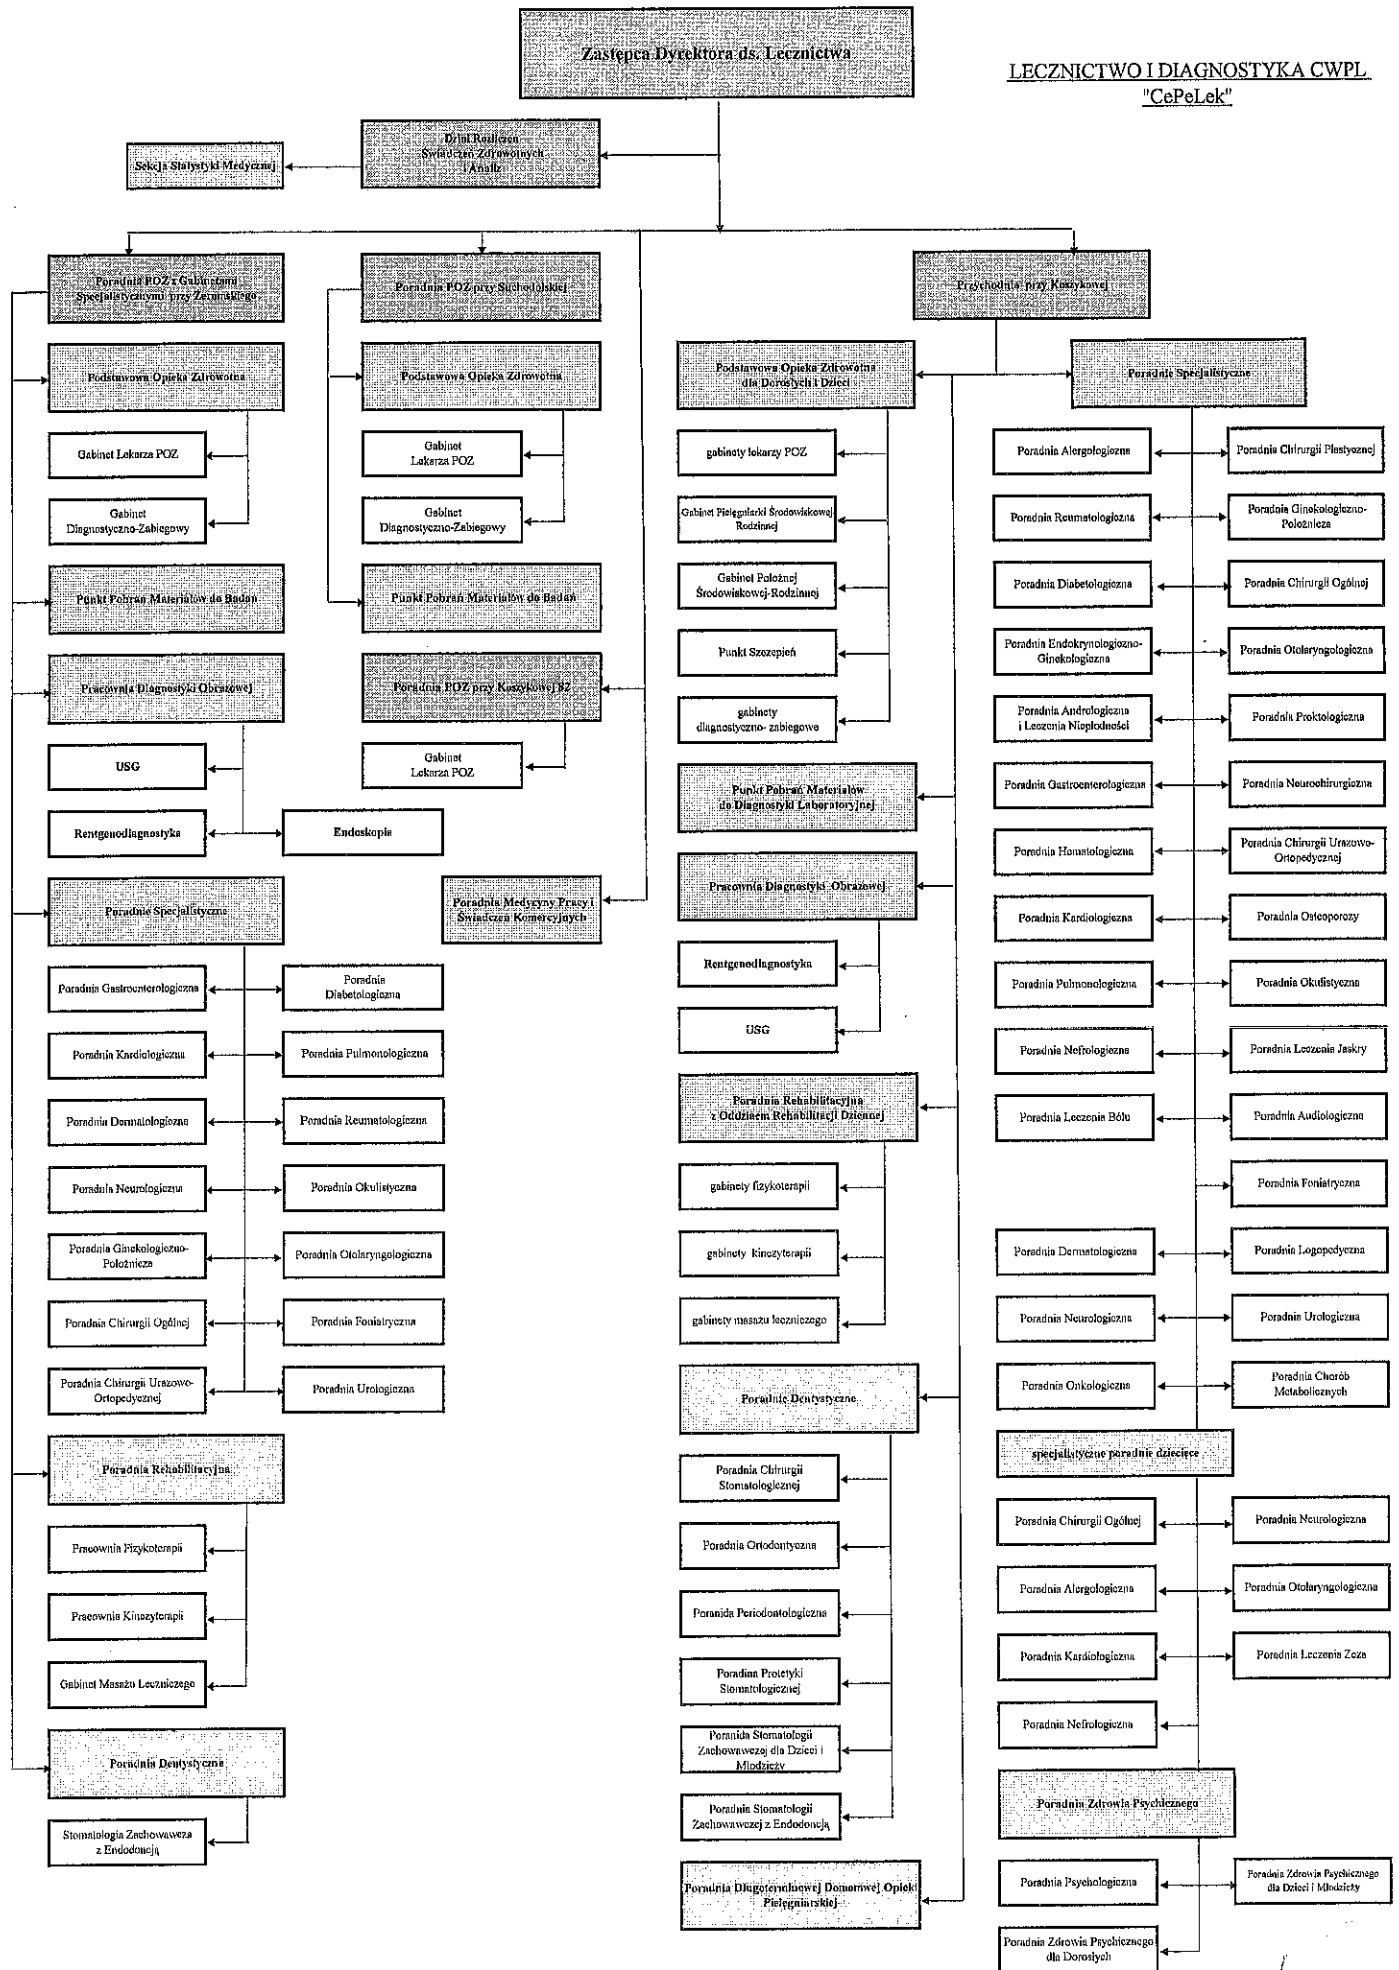 Zastępca Dyrektora ds. Lecznictwa
LECZNICTWO I DIAGNOSTYKA CWPL
"CePeLek"
Dział Rozliczeń
Świadczeń Zdrowotnych
i Analiz
Sekcja Statystyki Medycznej
Poradnia POZ z Gabinetami
Specjalistycznymi przy Żeromskiego
Podstawowa Opieka Zdrowotna
Gabinet Lekarza POZ
Gabinet
Diagnostyczno-Zabiegowy
Punkt Pobrań Materiałów do Badań
Pracownia Diagnostyki Obrazowej
USG
Rentgenodiagnostyka
Endoskopia
Poradnie Specjalistyczne
Poradnia Gastroenterologiczna
Poradnia
Diabetologiczna
Poradnia Kardiologiczna
Poradnia Pulmonologiczna
Poradnia Dermatologiczna
Poradnia Reumatologiczna
Poradnia Neurologiczna
Poradnia Okulistyczna
Poradnia Ginekologiczno-
Położnicza
Poradnia Otolaryngologiczna
Poradnia Chirurgii Ogólnej
Poradnia Foniatryczna
Poradnia Chirurgii Urazowo-
Ortopedycznej
Poradnia Urologiczna
Poradnia Rehabilitacyjna
Pracownia Fizykoterapii
Pracownia Kinezyterapii
Gabinet Masażu Leczniczego
Poradnia Dentystyczna
Stomatologia Zachowawcza
z Endodoncją
Poradnia POZ przy Suchodolskiej
Podstawowa Opieka Zdrowotna
Gabinet
Lekarza POZ
Gabinet
Diagnostyczno-Zabiegowy
Punkt Pobrań Materiałów do Badań
Poradnia POZ przy Koszykowej 82
Gabinet
Lekarza POZ
Poradnia Medycyny Pracy i
Świadczeń Komercyjnych
Przychodnia przy Koszykowej
Podstawowa Opieka Zdrowotna
dla Dorosłych i Dzieci
gabinety lekarzy POZ
Gabinet Pielęgniarki Środowiskowej-
Rodzinnej
Gabinet Położnej
Środowiskowej-Rodzinnej
Punkt Szczepień
gabinety
diagnostyczno- zabiegowe
Punkt Pobrań Materiałów
do Diagnostyki Laboratoryjnej
Pracownia Diagnostyki Obrazowej
Rentgenodiagnostyka
USG
Poradnia Rehabilitacyjna
z Oddziaem Rehabilitacji Dziennej
gabinety fizykoterapii
gabinety kinezyterapii
gabinety masażu leczniczego
Poradnie Dentystyczne
Poradnia Chirurgii
Stomatologicznej
Poradnia Ortodontyczna
Poranida Periodontologiczna
Poradina Protetyki
Stomatologicznej
Poranida Stomatologii
Zachowawczej dla Dzieci i
Młodzieży
Poradnia Stomatologii
Zachowawczej z Endodoncją
Poradnia Długoterminowej Domowej Opieki
Pielęgniarskiej
Poradnie Specjalistyczne
Poradnia Alergologiczna
Poradnia Chirurgii Plastycznej
Poradnia Reumatologiczna
Poradnia Ginekologiczno-
Położnicza
Poradnia Diabetologiczna
Poradnia Chirurgii Ogólnej
Poradnia Endokrynologiczno-
Ginekologiczna
Poradnia Otolaryngologiczna
Poradnia Andrologiczna
i Leczenia Niepłodności
Poradnia Proktologiczna
Poradnia Gastroenterologiczna
Poradnia Neurochirurgiczna
Poradnia Hematologiczna
Poradnia Chirurgii Urazowo-
Ortopedycznej
Poradnia Kardiologiczna
Poradnia Osteoporozy
Poradnia Pulmonologiczna
Poradnia Okulistyczna
Poradnia Nefrologiczna
Poradnia Leczenia Jaskry
Poradnia Leczenia Bólu
Poradnia Audiologiczna
Poradnia Foniatryczna
Poradnia Dermatologiczna
Poradnia Logopedyczna
Poradnia Neurologiczna
Poradnia Urologiczna
Poradnia Onkologiczna
Poradnia Chorób
Metabolicznych
specjalistyczne poradnie dziecięce
Poradnia Chirurgii Ogólnej
Poradnia Neurologiczna
Poradnia Alergologiczna
Poradnia Otolaryngologiczna
Poradnia Kardiologiczna
Poradnia Leczenia Zeza
Poradnia Nefrologiczna
Poradnia Zdrowia Psychicznego
Poradnia Psychologiczna
Poradnia Zdrowia Psychicznego
dla Dzieci i Młodzieży
Poradnia Zdrowia Psychicznego
dla Dorosłych